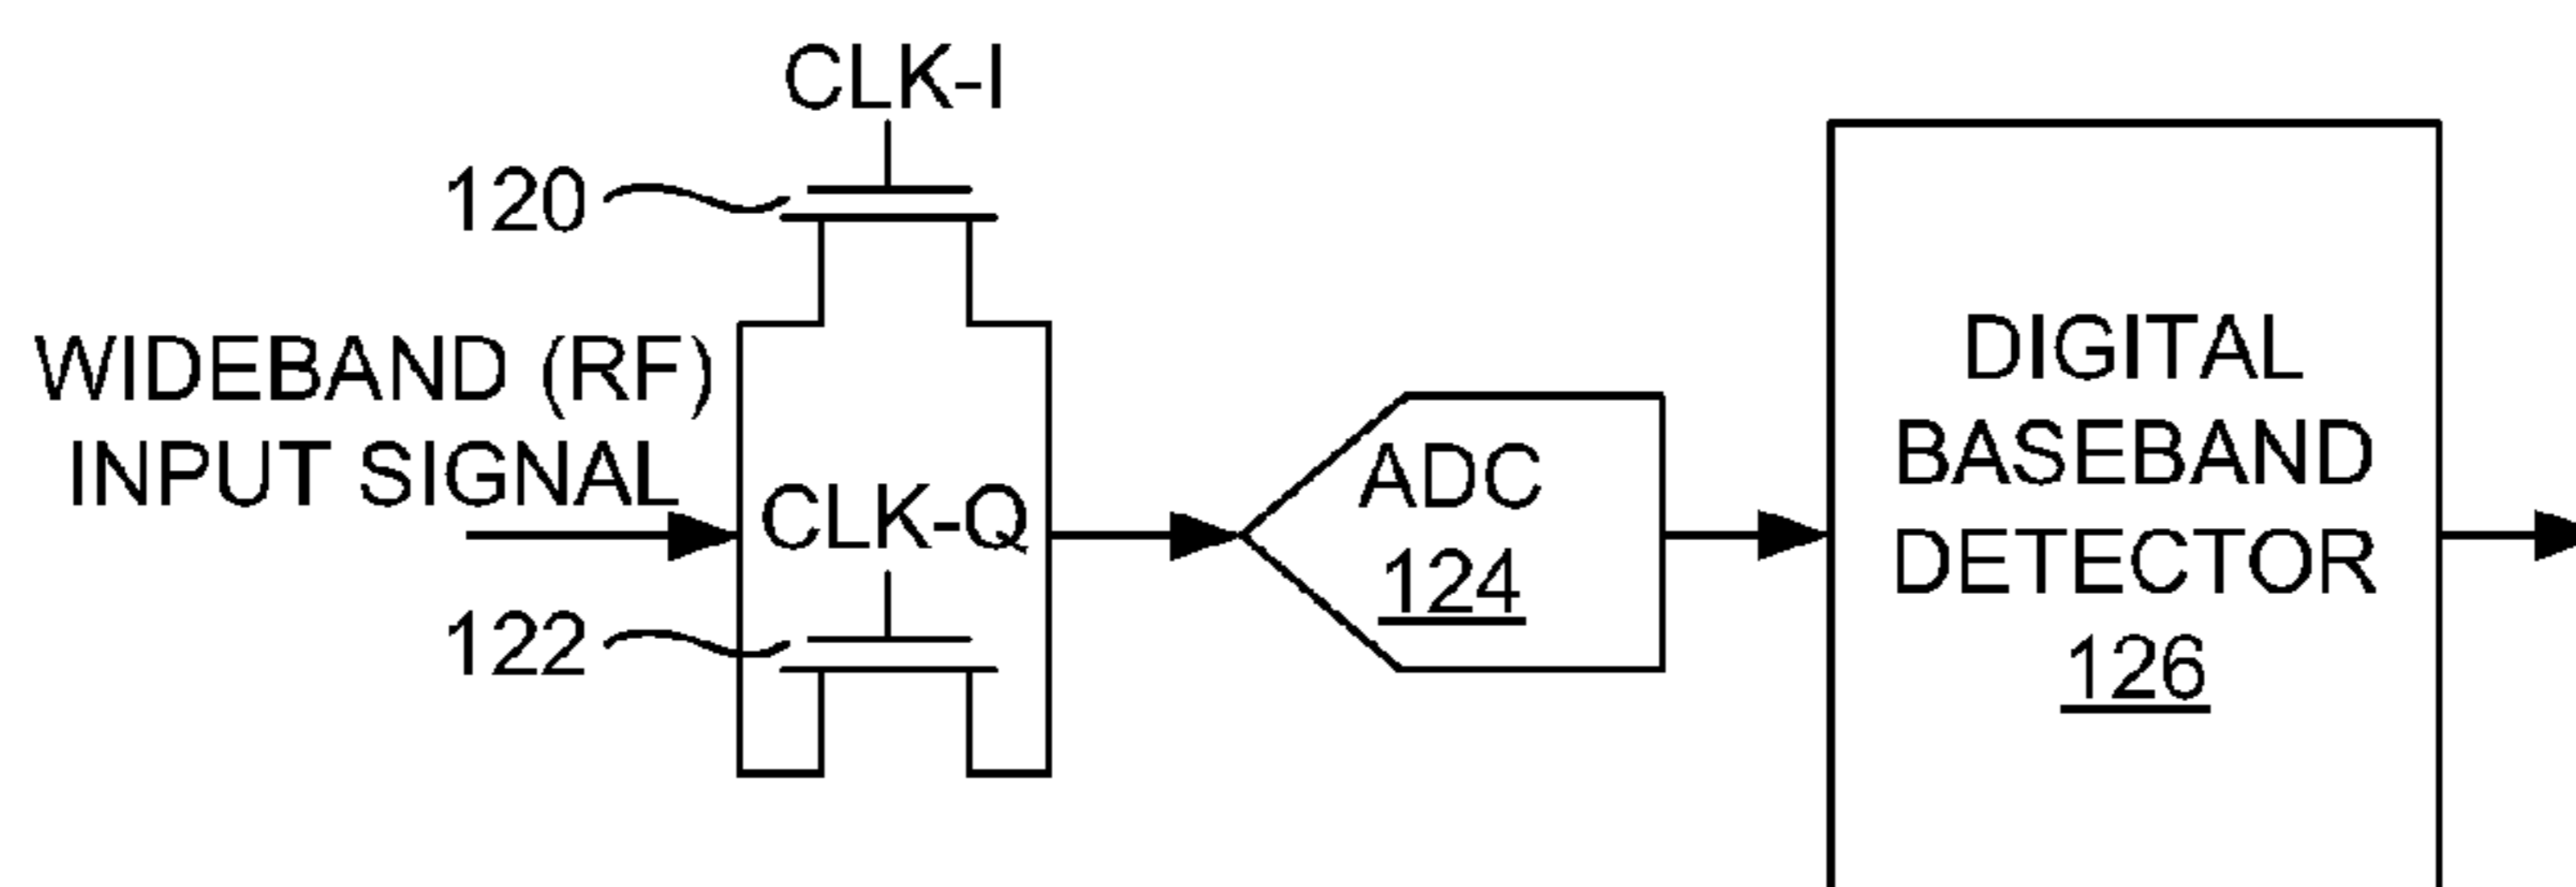 CLK-I
120
WIDEBAND (RF)
INPUT SIGNAL
CLK-Q
122
ADC
124
DIGITAL
BASEBAND
DETECTOR
126